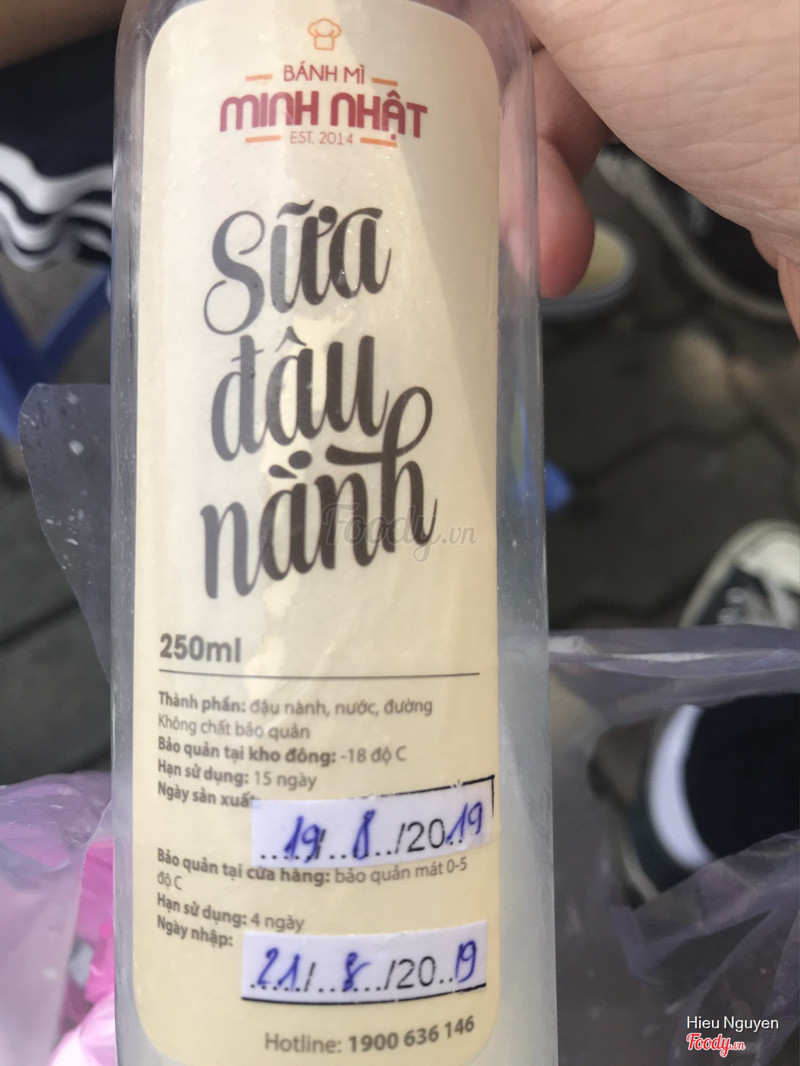 BÁNH MÌ
MINH NHẬT
EST. 2014
Sữa
đậu
nành
Foody.vn
250ml
Thành phần: đậu nành, nước, đường
Không chất bảo quản
Bảo quản tại kho đông: -18 độ C
Hạn sử dụng: 15 ngày
Ngày sản xuất
19/8/2019
Bảo quản tại cửa hàng: bảo quản mát 0-5
độ C
Hạn sử dụng: 4 ngày
Ngày nhập:
21/8/2019
Hotline: 1900 636 146
Hieu Nguyen
Foody.vn